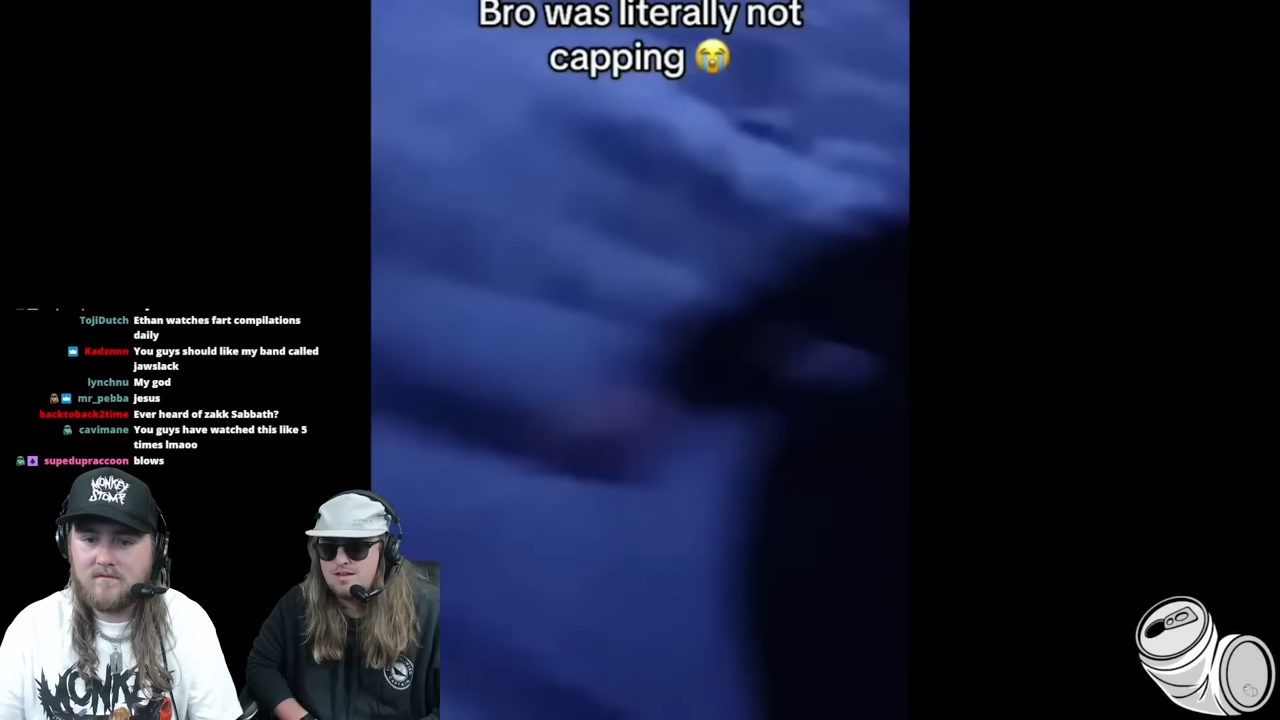 Bro was literally not
capping 😭
TojiDutch Ethan watches fart compilations
daily
Kadznnn You guys should like my band called
jawslack
lynchnu My god
mr_pebba jesus
backtoback2time Ever heard of zakk Sabbath?
cavimane You guys have watched this like 5
times lmaoo
supedupraccoon blows
MONKEY
STOMP
MONK